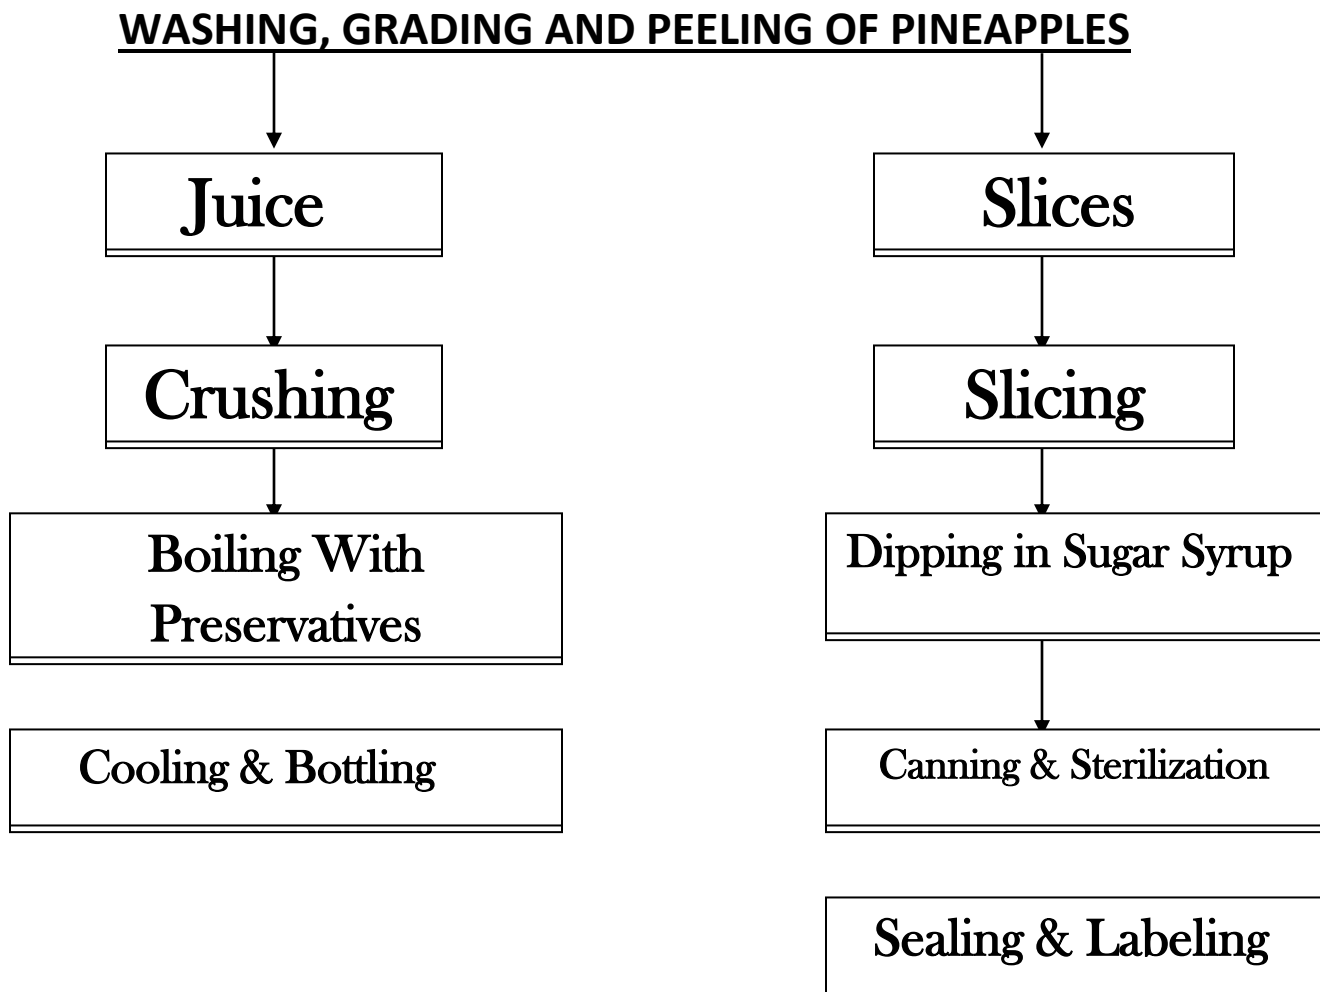 WASHING, GRADING AND PEELING OF PINEAPPLES
Juice
Slices
Crushing
Slicing
Boiling With
Preservatives
Dipping in Sugar Syrup
Cooling & Bottling
Canning & Sterilization
Sealing & Labeling